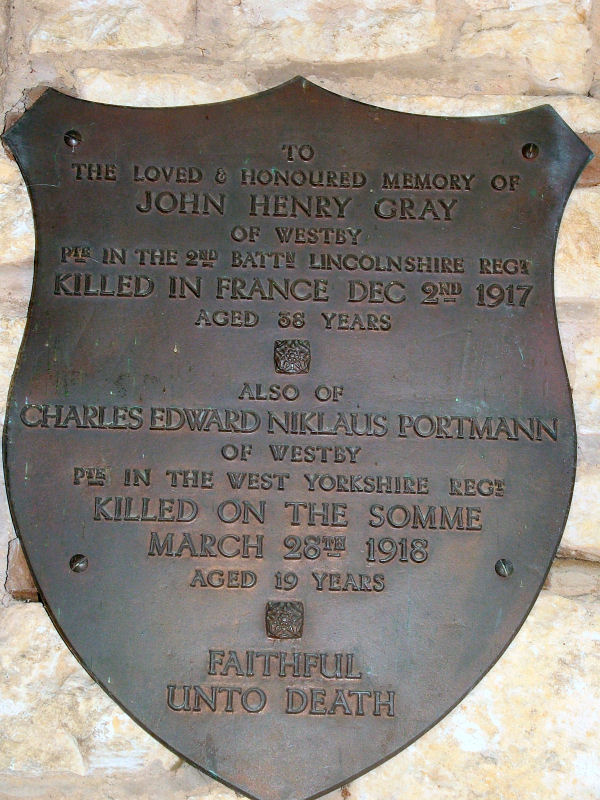 TO
THE LOVED & HONOURED MEMORY OF
JOHN HENRY GRAY
OF WESTBY
PTE IN THE 2ND BATTN LINCOLNSHIRE REGT
KILLED IN FRANCE DEC 2ND 1917
AGED 38 YEARS
ALSO OF
CHARLES EDWARD NIKLAUS PORTMANN
OF WESTBY
PTE IN THE WEST YORKSHIRE REGT
KILLED ON THE SOMME
MARCH 28TH 1918
AGED 19 YEARS
FAITHFUL
UNTO DEATH